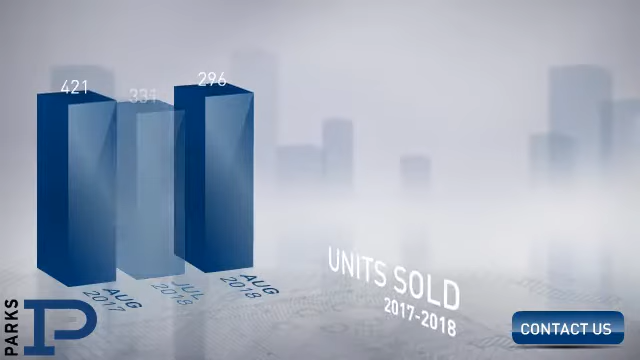 421
331
296
AUG
2017
JUL
2018
AUG
2018
UNITS SOLD
2017-2018
PARKS
P
CONTACT US